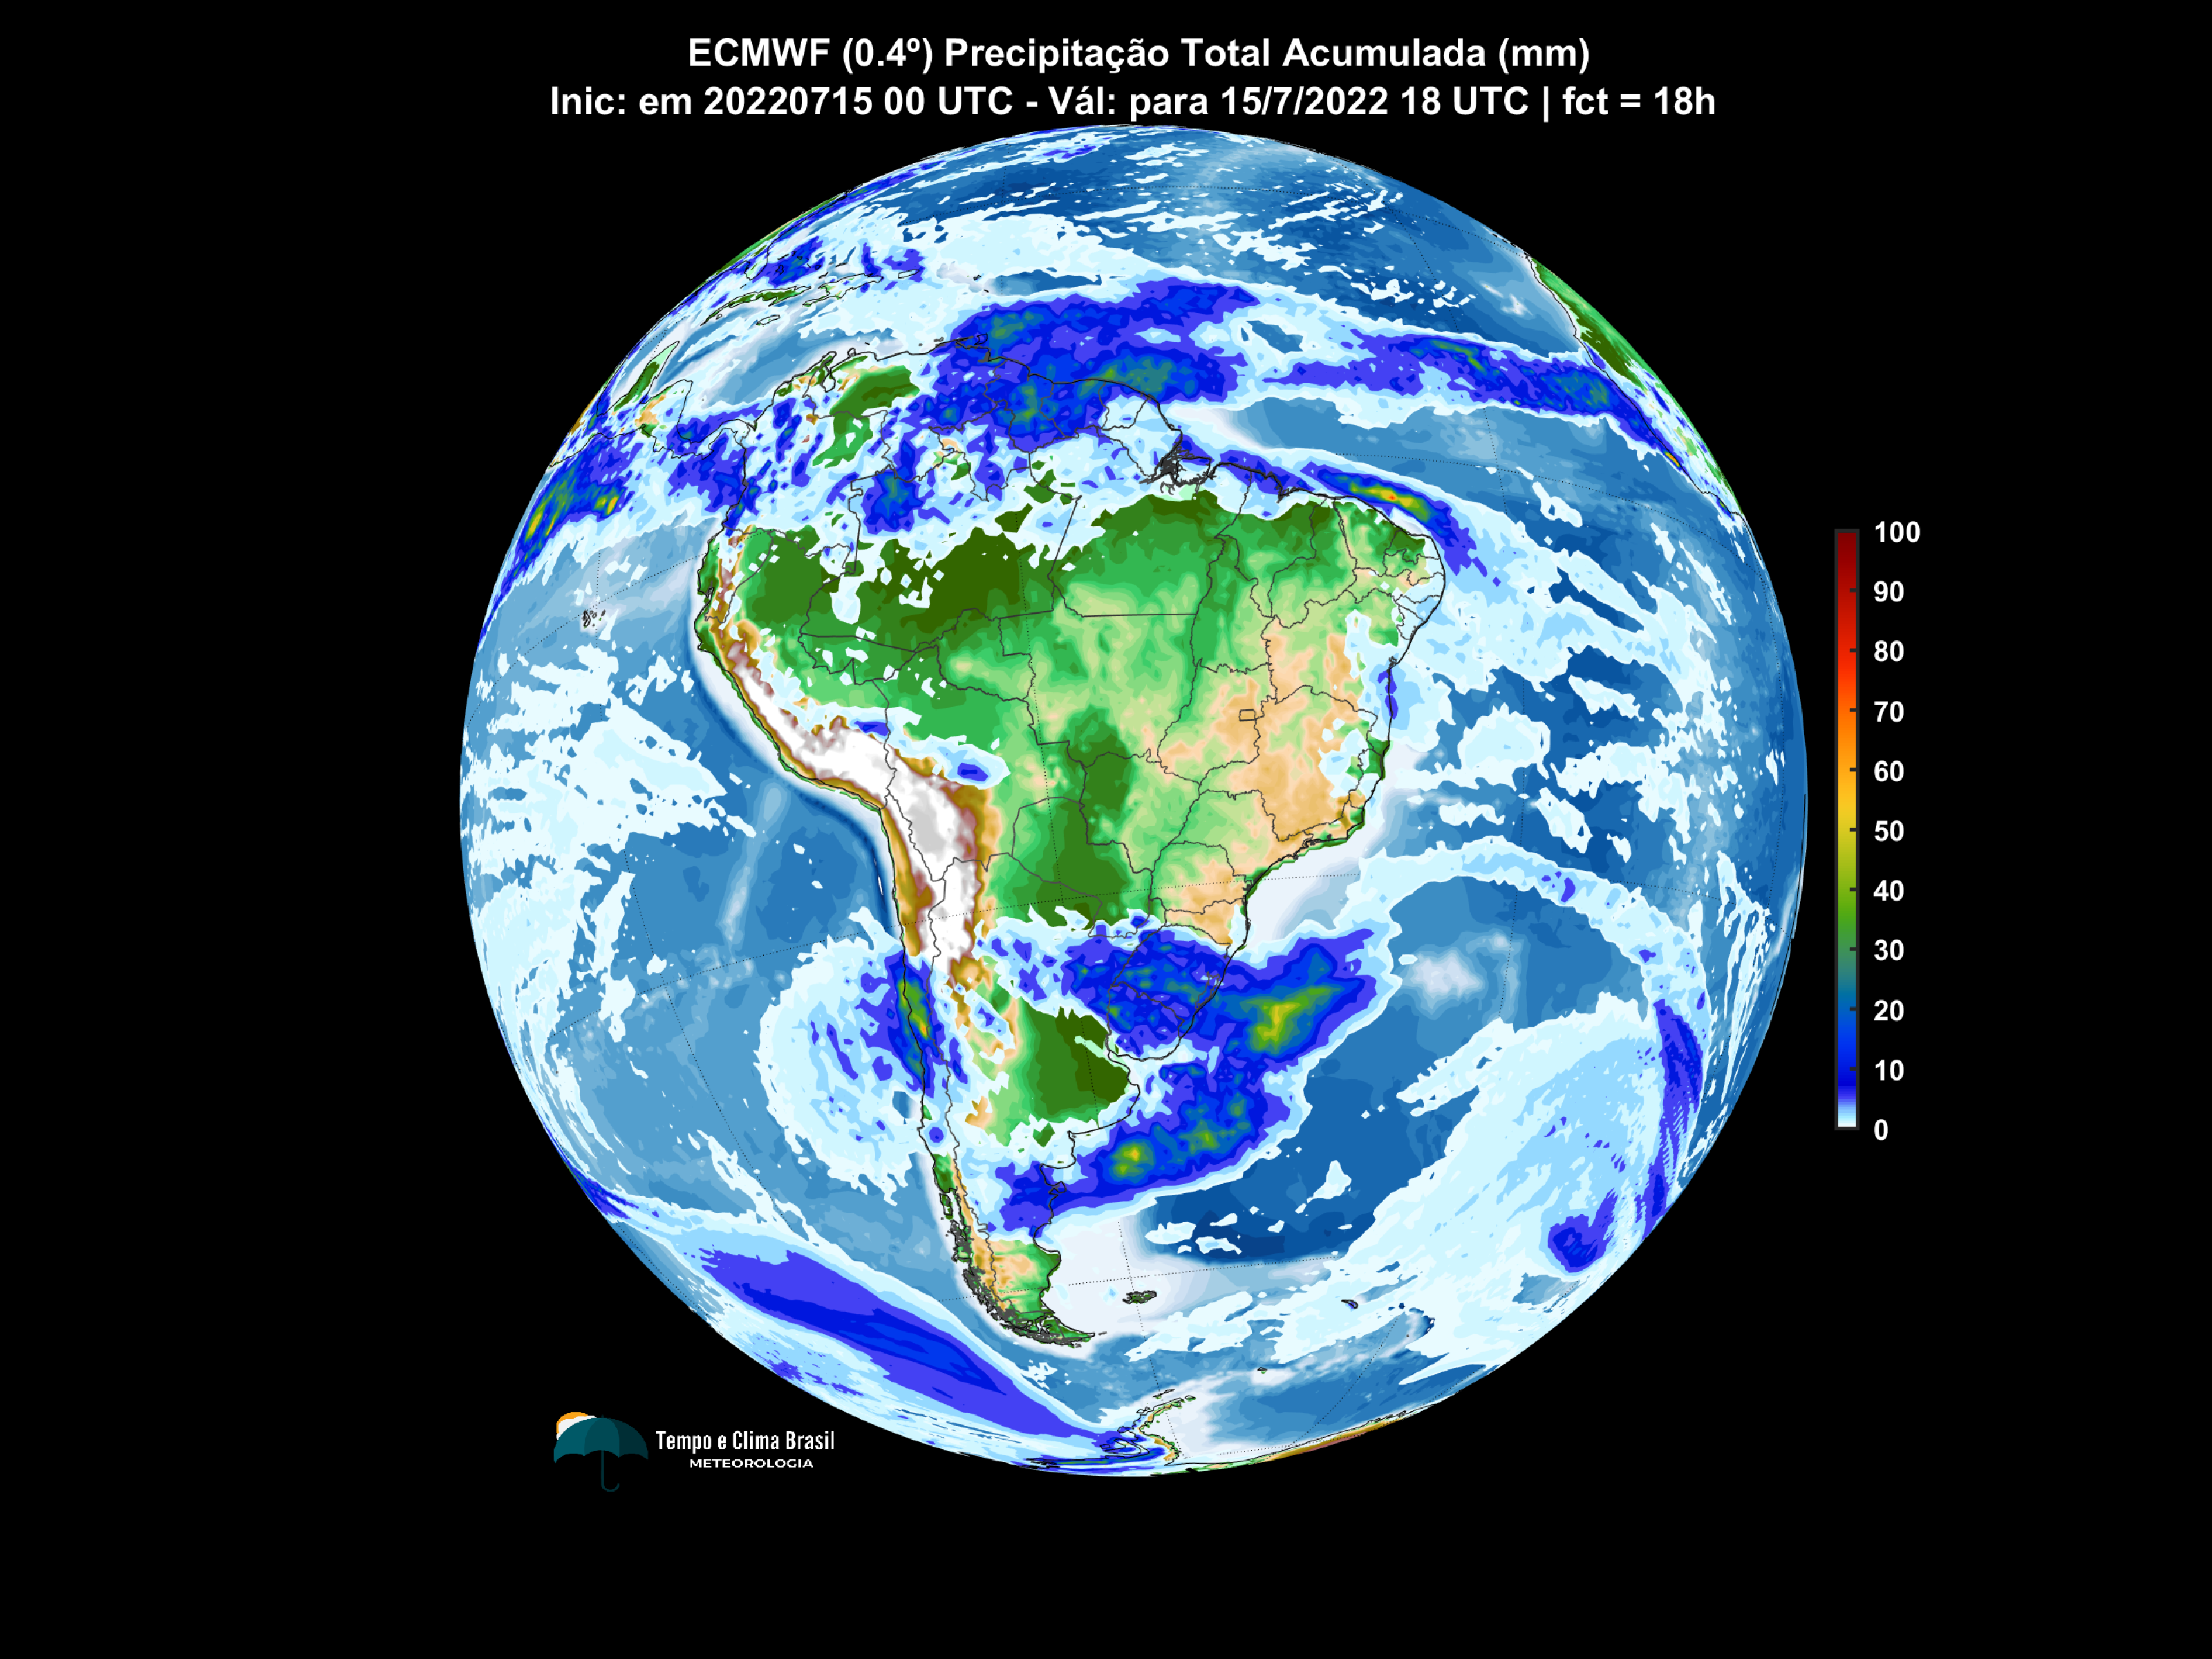 ECMWF (0.4º) Precipitação Total Acumulada (mm)
Inic: em 20220715 00 UTC - Vál: para 15/7/2022 18 UTC | fct = 18h
100
90
80
70
60
50
40
30
20
10
0
Tempo e Clima Brasil
METEOROLOGIA